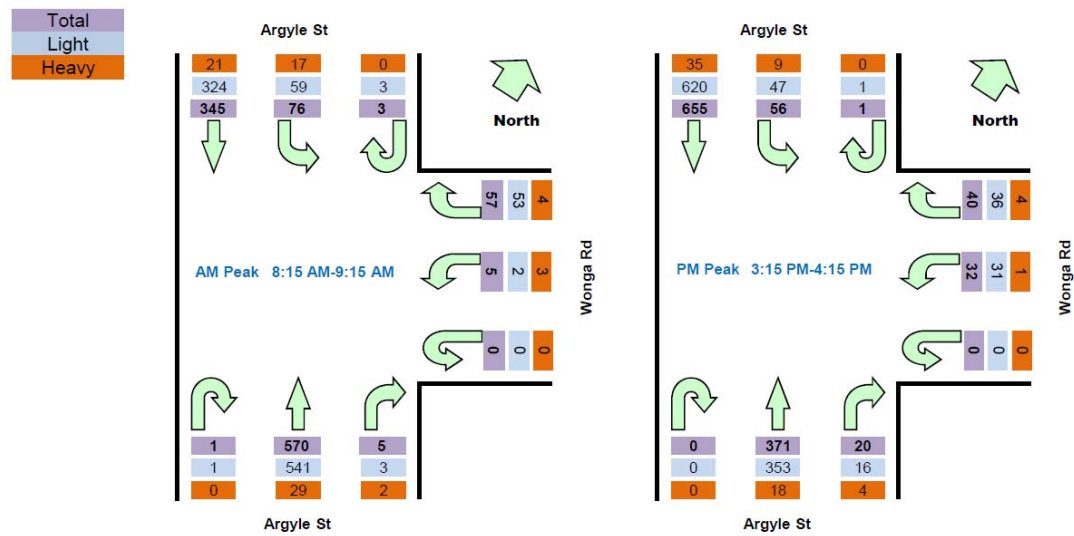 Total
Light
Heavy
Argyle St
21 17 0
324 59 3
345 76 3
North
57 53 4
AM Peak 8:15 AM-9:15 AM
5 2 3
Wonga Rd
0 0 0
1 570 5
1 541 3
0 29 2
Argyle St
Argyle St
35 9 0
620 47 1
655 56 1
North
40 36 4
PM Peak 3:15 PM-4:15 PM
32 31 1
Wonga Rd
0 0 0
0 371 20
0 353 16
0 18 4
Argyle St